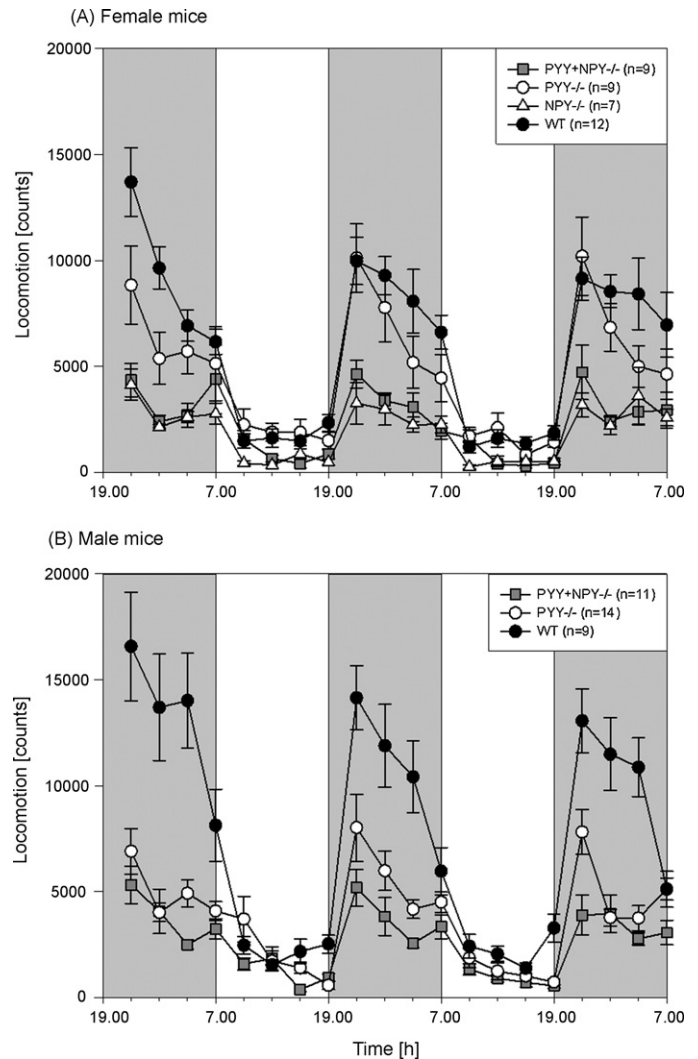 (A) Female mice
20000
15000
10000
5000
0
Locomotion [counts]
PYY+NPY-/- (n=9)
PYY-/- (n=9)
NPY-/- (n=7)
WT (n=12)
19.00 7.00 19.00 7.00 19.00 7.00
(B) Male mice
20000
15000
10000
5000
0
Locomotion [counts]
PYY+NPY-/- (n=11)
PYY-/- (n=14)
WT (n=9)
19.00 7.00 19.00 7.00 19.00 7.00
Time [h]